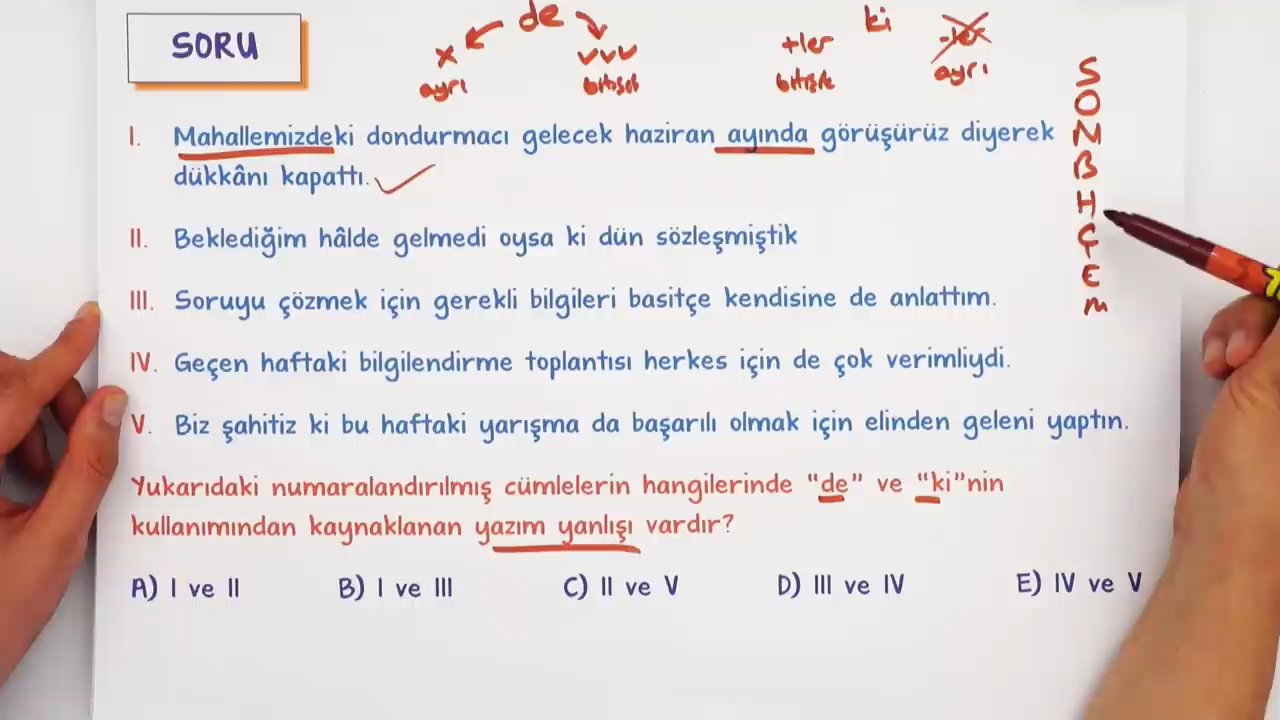 SORU
de
x
✓✓✓
ayrı
bitişik
ki
+ler
-ler
bitişik
ayrı
S
O
M
B
H
Ç
E
m
I. Mahallemizdeki dondurmacı gelecek haziran ayında görüşürüz diyerek
dükkânı kapattı.
II. Beklediğim hâlde gelmedi oysa ki dün sözleşmiştik
III. Soruyu çözmek için gerekli bilgileri basitçe kendisine de anlattım.
IV. Geçen haftaki bilgilendirme toplantısı herkes için de çok verimliydi.
V. Biz şahitiz ki bu haftaki yarışma da başarılı olmak için elinden geleni yaptın.
Yukarıdaki numaralandırılmış cümlelerin hangilerinde “de” ve “ki”nin
kullanımından kaynaklanan yazım yanlışı vardır?
A) I ve II B) I ve III C) II ve V D) III ve IV E) IV ve V